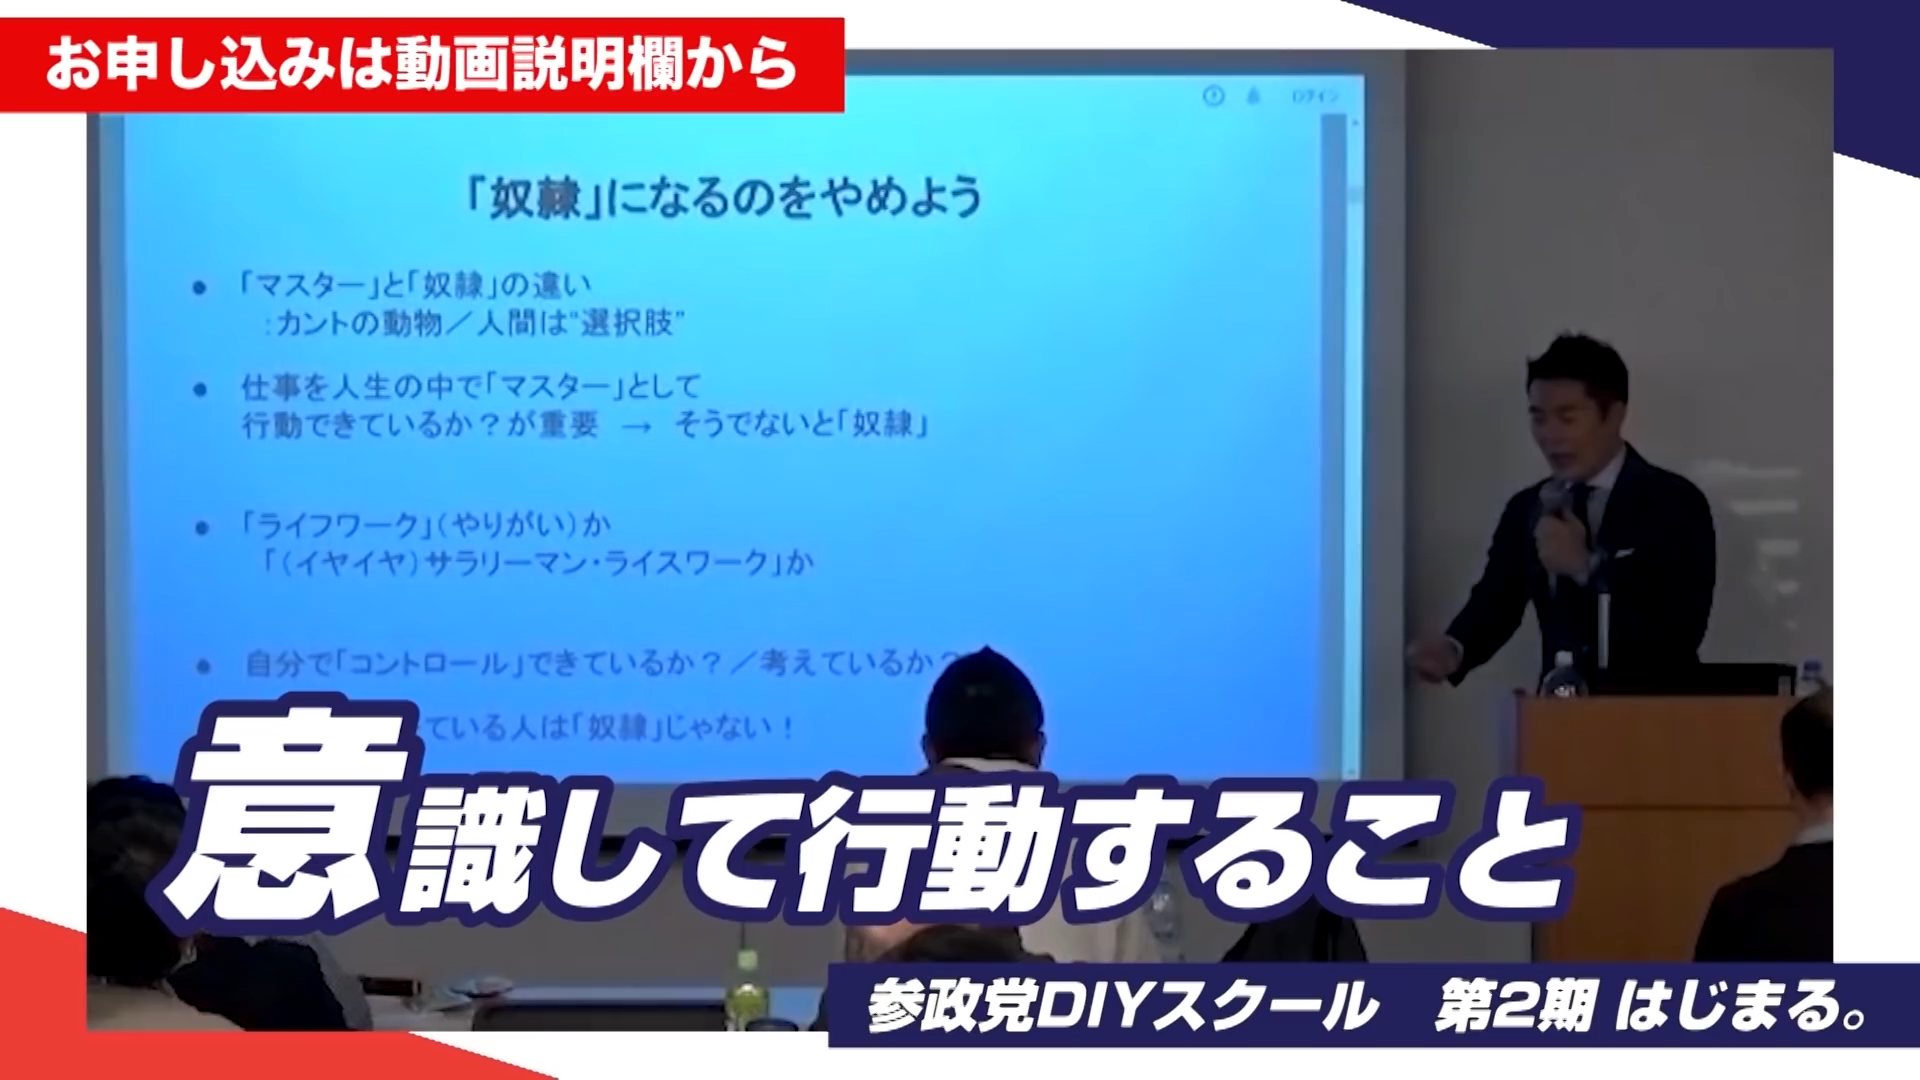 お申し込みは動画説明欄から
ログイン
「奴隷」になるのをやめよう
● 「マスター」と「奴隷」の違い
：カントの動物／人間は“選択肢”
● 仕事を人生の中で「マスター」として
行動できているか？が重要 → そうでないと「奴隷」
● 「ライフワーク」（やりがい）か
「（イヤイヤ）サラリーマン・ライスワーク」か
● 自分で「コントロール」できているか？／考えているか？
ている人は「奴隷」じゃない！
意識して行動すること
参政党DIYスクール 第2期 はじまる。